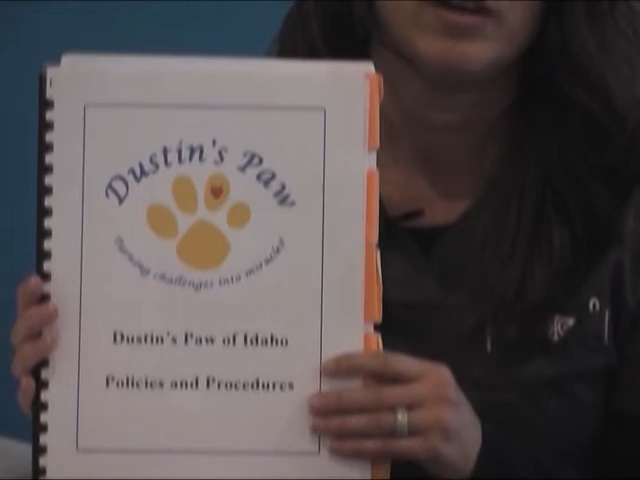 Dustin's Paw
Turning challenges into miracles
Dustin's Paw of Idaho
Policies and Procedures